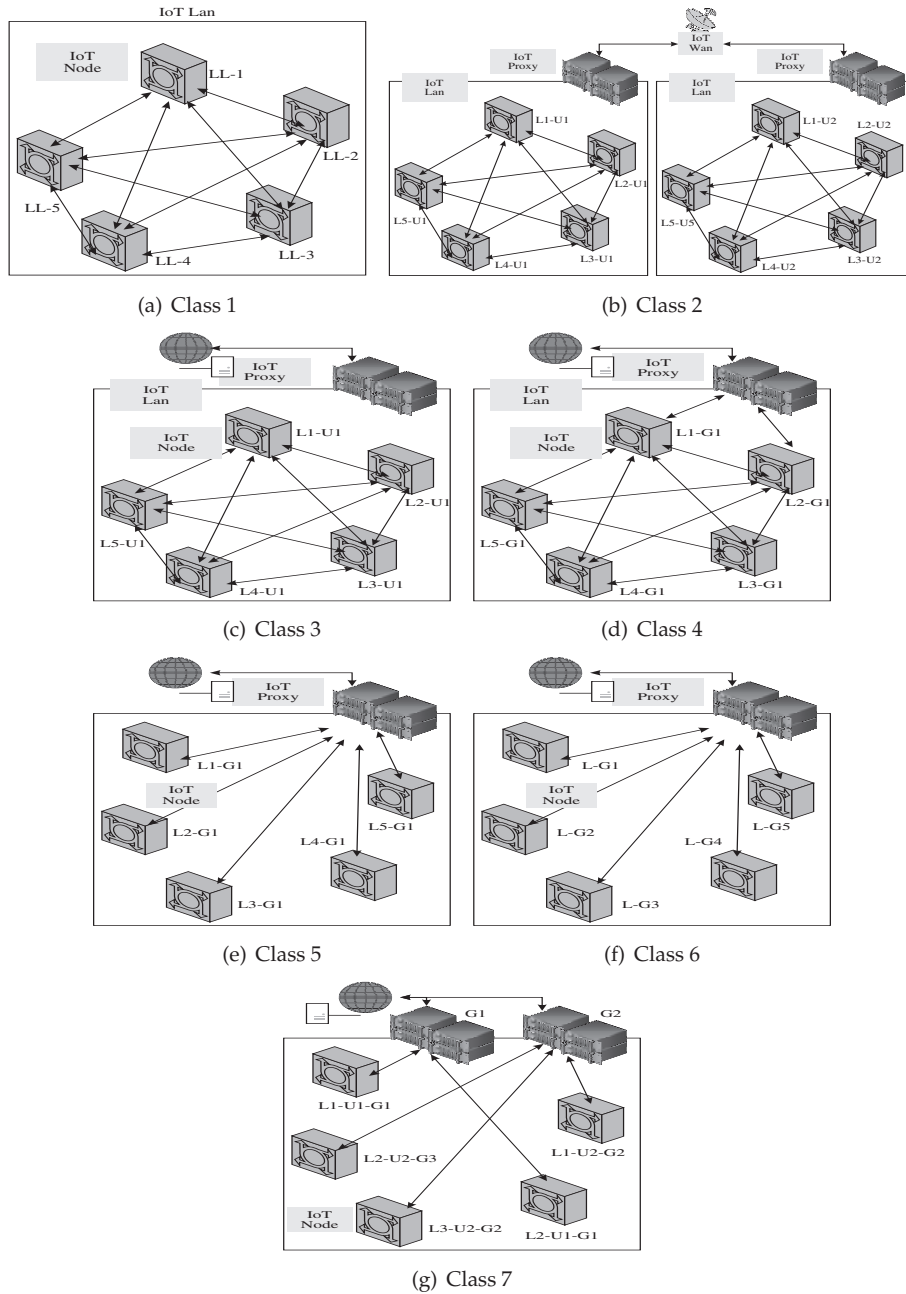 IoT Lan
IoT
Node
LL-1
LL-2
LL-5
LL-4
LL-3
(a) Class 1
IoT
Wan
IoT
Proxy
IoT
Proxy
IoT
Lan
IoT
Lan
L1-U1
L2-U1
L5-U1
L4-U1
L3-U1
L1-U2
L2-U2
L5-U5
L4-U2
L3-U2
(b) Class 2
IoT
Proxy
IoT
Lan
IoT
Node
L1-U1
L2-U1
L5-U1
L4-U1
L3-U1
(c) Class 3
IoT
Proxy
IoT
Lan
IoT
Node
L1-G1
L2-G1
L5-G1
L4-G1
L3-G1
(d) Class 4
IoT
Proxy
L1-G1
IoT
Node
L2-G1
L5-G1
L4-G1
L3-G1
(e) Class 5
IoT
Proxy
L-G1
IoT
Node
L-G2
L-G5
L-G4
L-G3
(f) Class 6
G1
G2
L1-U1-G1
L1-U2-G2
L2-U2-G3
IoT
Node
L3-U2-G2
L2-U1-G1
(g) Class 7